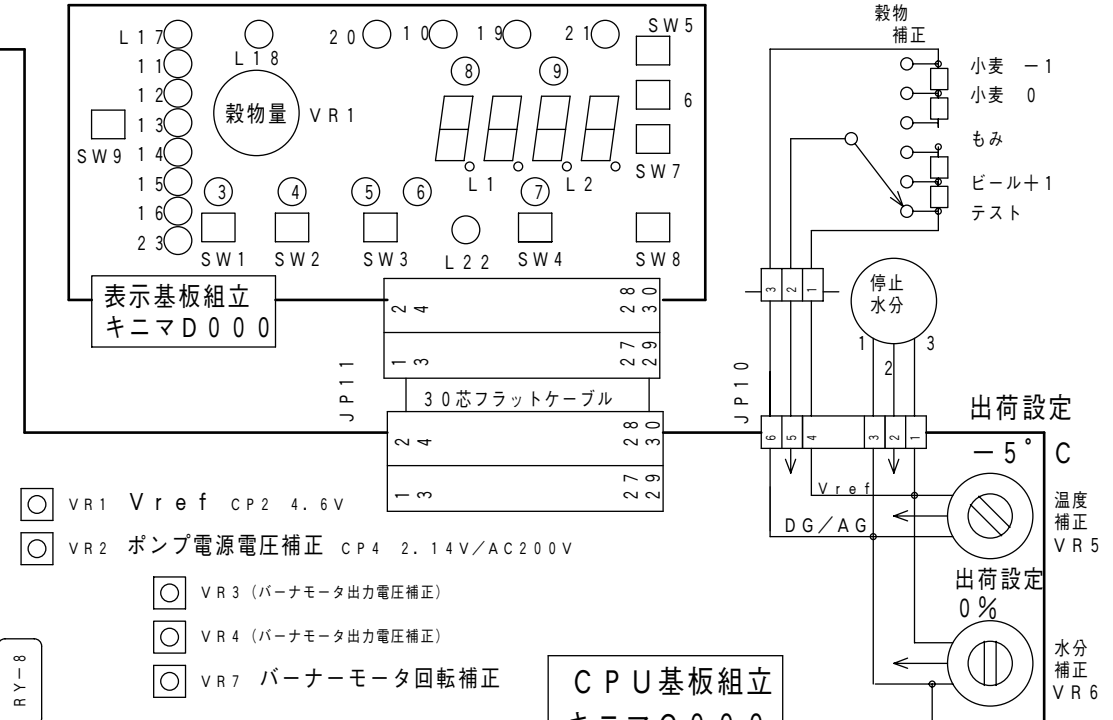 穀物
補正
L17
L18
20
10
19
21
SW5
11
12
13
14
15
16
23
穀物量
VR1
8
9
6
SW9
SW7
L1
L2
3
4
5
6
7
SW1
SW2
SW3
L22
SW4
SW8
小麦 −1
小麦 0
もみ
ビール+1
テスト
表示基板組立
キニマD000
2 4
28 30
1 3
27 29
JP11
30芯フラットケーブル
2 4
28 30
1 3
27 29
3 2 1
停止
水分
1
2
3
JP10
6 5 4 3 2 1
出荷設定
−5°C
Vref
DG/AG
温度
補正
VR5
出荷設定
0%
水分
補正
VR6
VR1 Vref CP2 4.6V
VR2 ポンプ電源電圧補正 CP4 2.14V/AC200V
VR3 (バーナモータ出力電圧補正)
VR4 (バーナモータ出力電圧補正)
VR7 バーナーモータ回転補正
RY−8
CPU基板組立